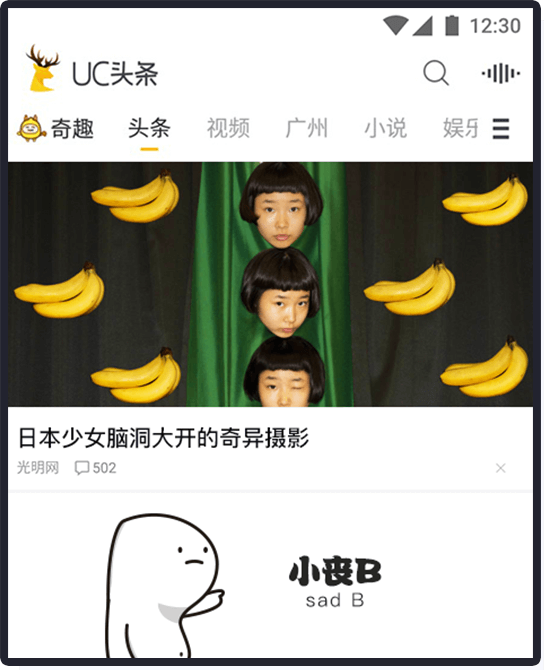 12:30
UC头条
奇趣 头条 视频 广州 小说 娱乐
日本少女脑洞大开的奇异摄影
光明网 502
小丧B
sad B